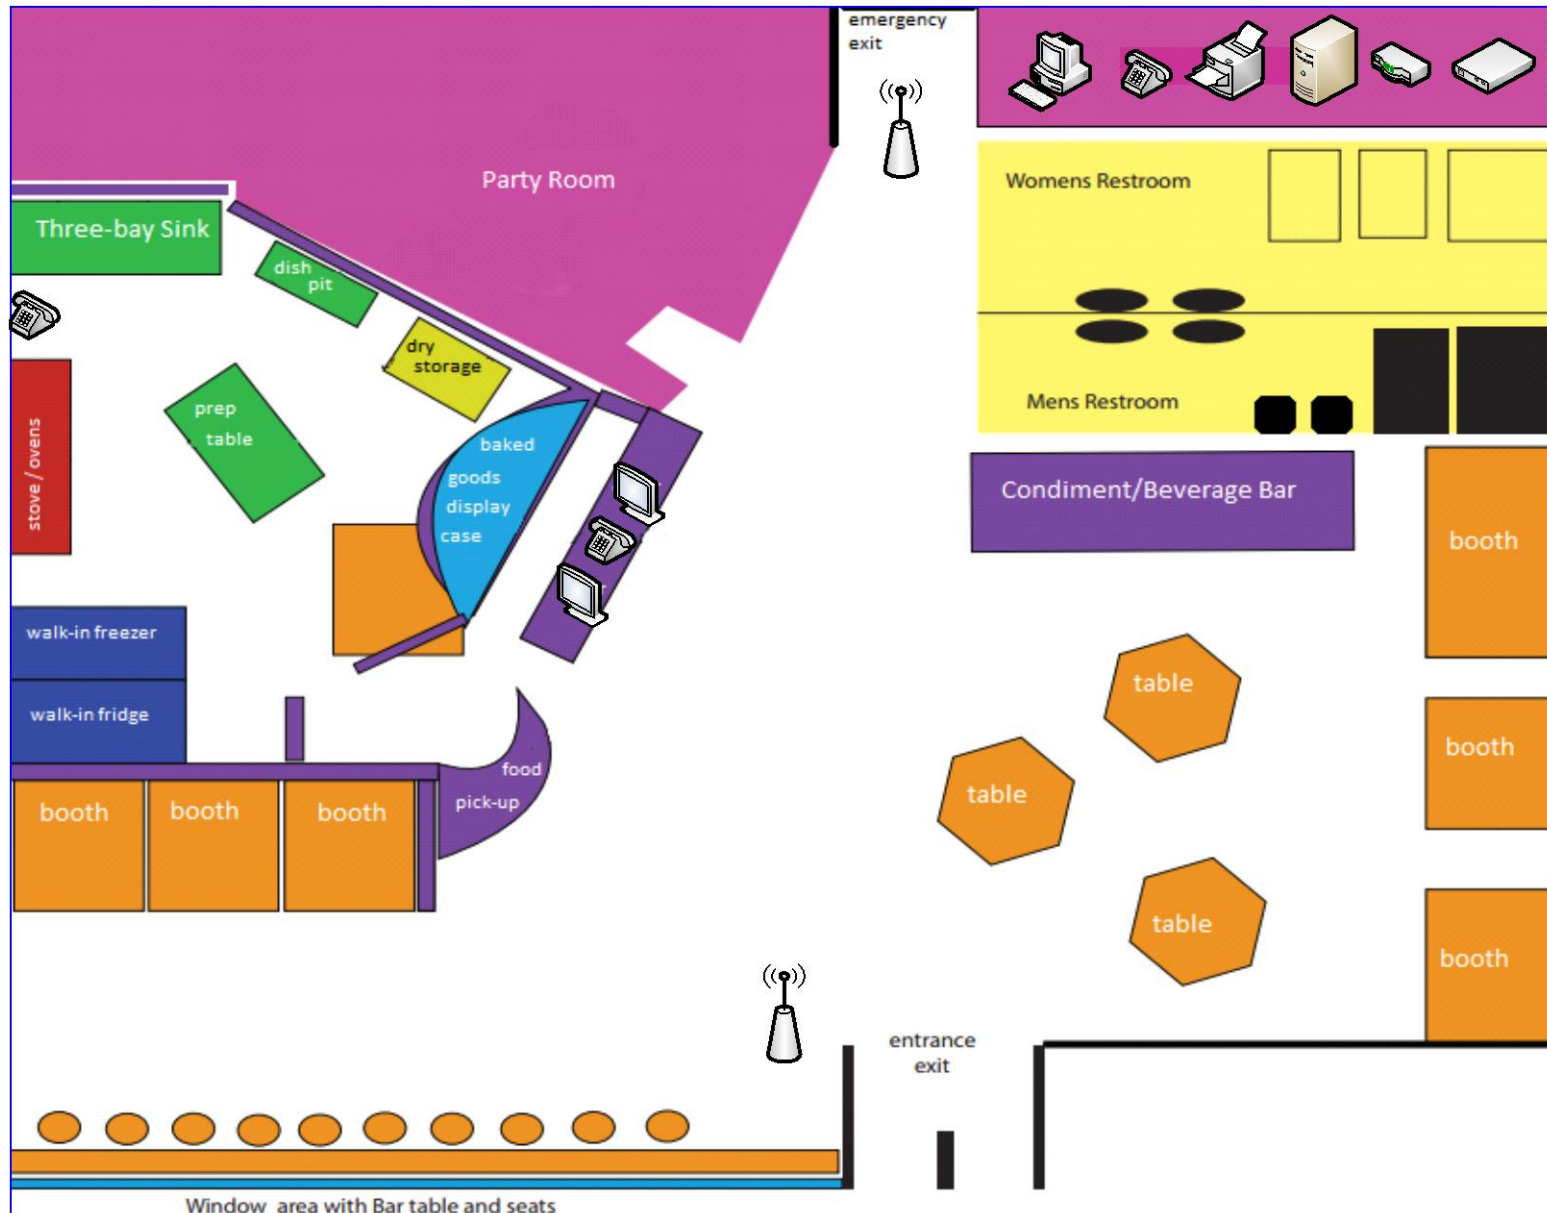 emergency
exit
Party Room
Womens Restroom
Three-bay Sink
dish
pit
dry
storage
Mens Restroom
prep
table
baked
goods
display
case
stove / ovens
Condiment/Beverage Bar
booth
walk-in freezer
walk-in fridge
table
booth
table
food
pick-up
booth
booth
booth
table
booth
entrance
exit
Window area with Bar table and seats